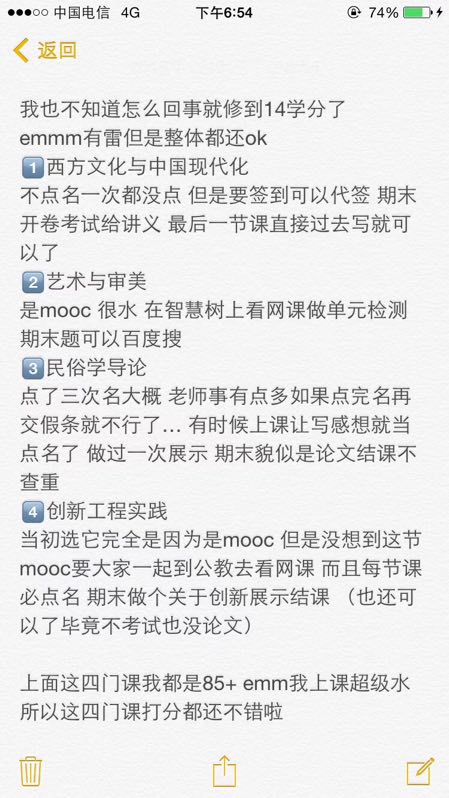 中国电信 4G 下午6:54 74%
返回
我也不知道怎么回事就修到14学分了
emmm有雷但是整体都还ok
1西方文化与中国现代化
不点名一次都没点 但是要签到可以代签 期末
开卷考试给讲义 最后一节课直接过去写就可
以了
2艺术与审美
是mooc 很水 在智慧树上看网课做单元检测
期末题可以百度搜
3民俗学导论
点了三次名大概 老师事有点多如果点完名再
交假条就不行了... 有时候上课让写感想就当
点名了 做过一次展示 期末貌似是论文结课不
查重
4创新工程实践
当初选它完全是因为是mooc 但是没想到这节
mooc要大家一起到公教去看网课 而且每节课
必点名 期末做个关于创新展示结课 （也还可
以了毕竟不考试也没论文）
上面这四门课我都是85+ emm我上课超级水
所以这四门课打分都还不错啦